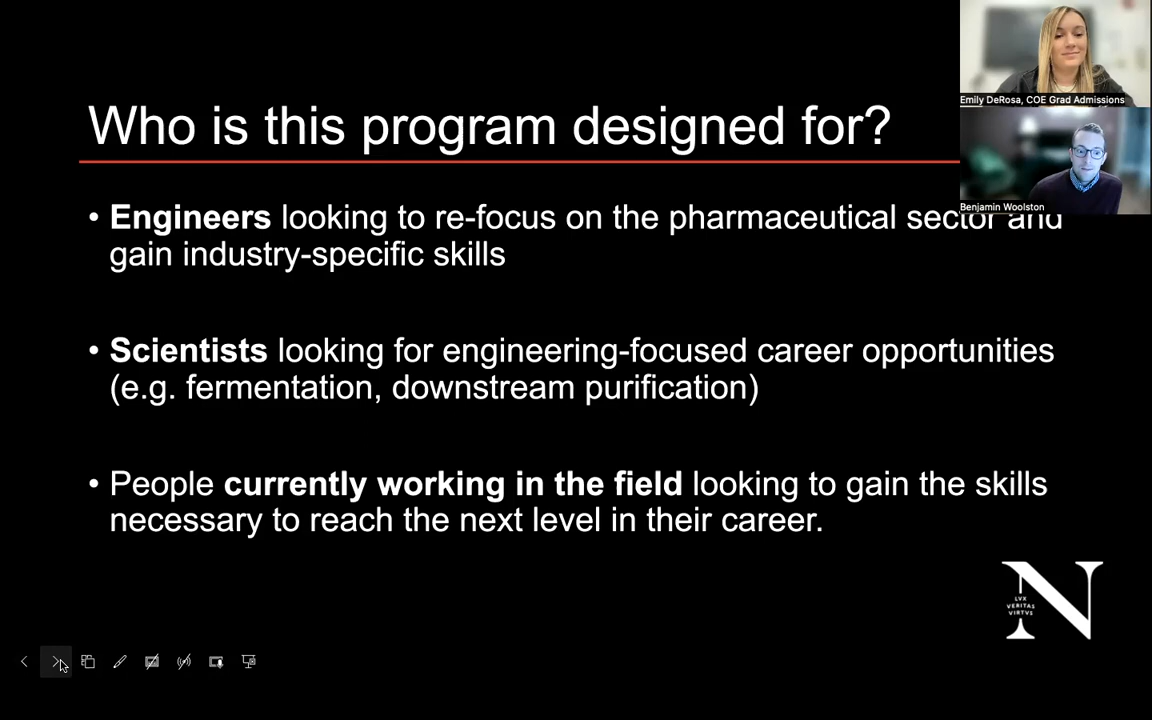 Emily DeRosa, COE Grad Admissions
Benjamin Woolston
Who is this program designed for?
• Engineers looking to re-focus on the pharmaceutical sector and
gain industry-specific skills
• Scientists looking for engineering-focused career opportunities
(e.g. fermentation, downstream purification)
• People currently working in the field looking to gain the skills
necessary to reach the next level in their career.
N
LVX
VERITAS
VIRTVS